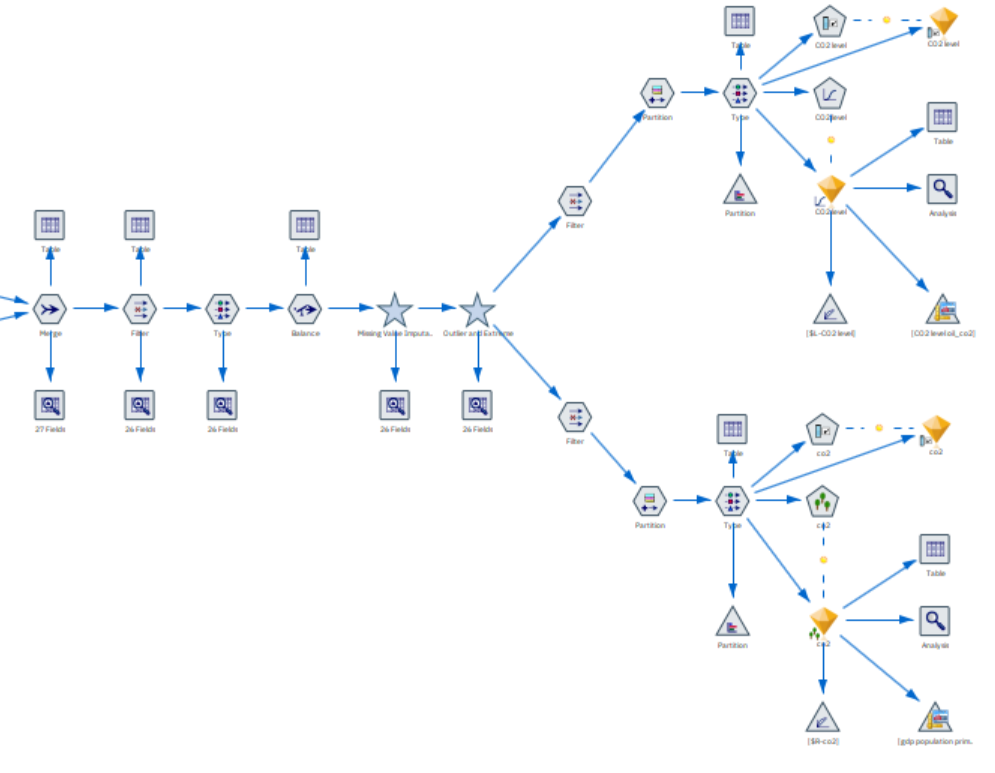 Table
CO2 level
CO2 level
Partition
Type
CO2 level
Table
Partition
CO2 level
Analysis
Filter
Table
Table
Table
Merge
Filter
Type
Balance
Missing Value Imputa..
Outlier and Extreme
[$L-CO2 level]
[CO2 level oil_co2]
27 Fields
26 Fields
26 Fields
26 Fields
26 Fields
Filter
Table
co2
co2
Partition
Type
co2
Table
Partition
co2
Analysis
[$R-co2]
[gdp population prim..